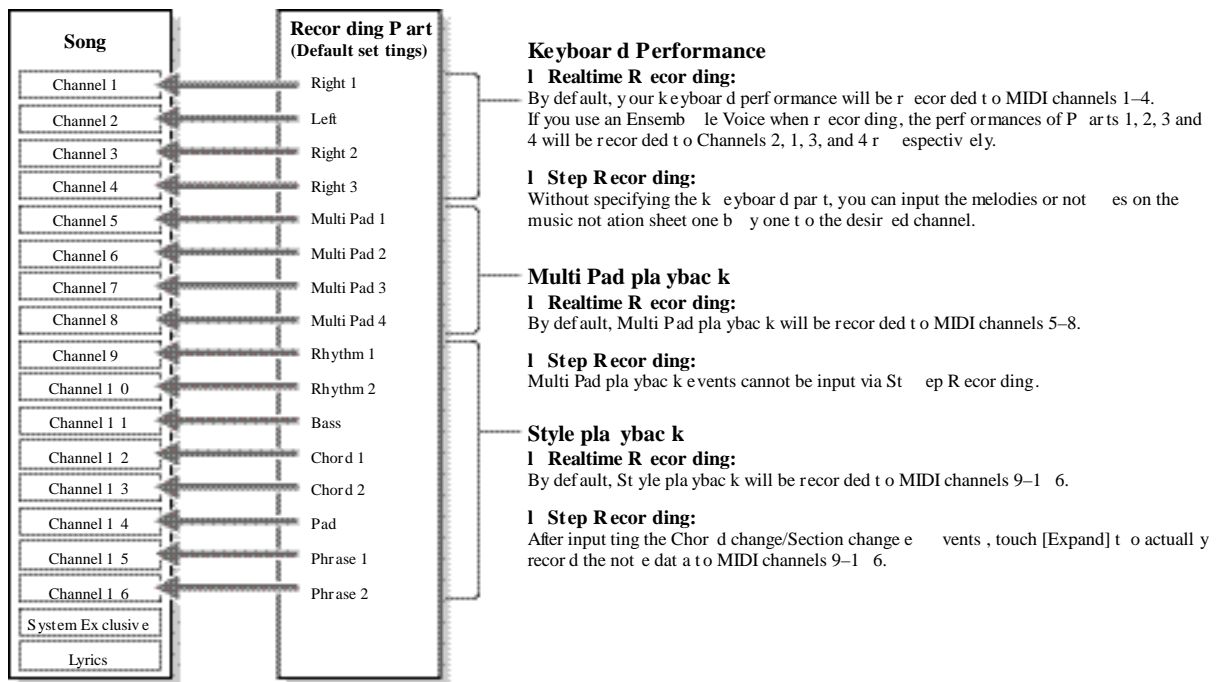 Song
Channel 1
Channel 2
Channel 3
Channel 4
Channel 5
Channel 6
Channel 7
Channel 8
Channel 9
Channel 1 0
Channel 1 1
Channel 1 2
Channel 1 3
Channel 1 4
Channel 1 5
Channel 1 6
System Ex clusive
Lyrics
Recor ding P art
(Default set tings)
Right 1
Left
Right 2
Right 3
Multi Pad 1
Multi Pad 2
Multi Pad 3
Multi Pad 4
Rhythm 1
Rhythm 2
Bass
Chord 1
Chord 2
Pad
Phrase 1
Phrase 2
Keyboar d Performance
l Realtime R ecor ding:
By def ault, y our k eyboar d perf ormance will be r ecor ded t o MIDI channels 1–4.
If you use an Ensemb le Voice when r ecor ding, the perf ormances of P arts 1, 2, 3 and
4 will be recor ded t o Channels 2, 1, 3, and 4 r espectiv ely.
l Step R ecor ding:
Without specifying the k eyboar d par t, you can input the melodies or not es on the
music not ation sheet one b y one t o the desir ed channel.
Multi Pad pla ybac k
l Realtime R ecor ding:
By def ault, Multi Pad pla ybac k will be recor ded t o MIDI channels 5–8.
l Step R ecor ding:
Multi Pad pla ybac k events cannot be input via St ep R ecor ding.
Style pla ybac k
l Realtime R ecor ding:
By def ault, St yle pla ybac k will be recor ded t o MIDI channels 9–1 6.
l Step R ecor ding:
After input ting the Chor d change/Section change e vents , touch [Expand] t o actuall y
recor d the not e dat a t o MIDI channels 9–1 6.